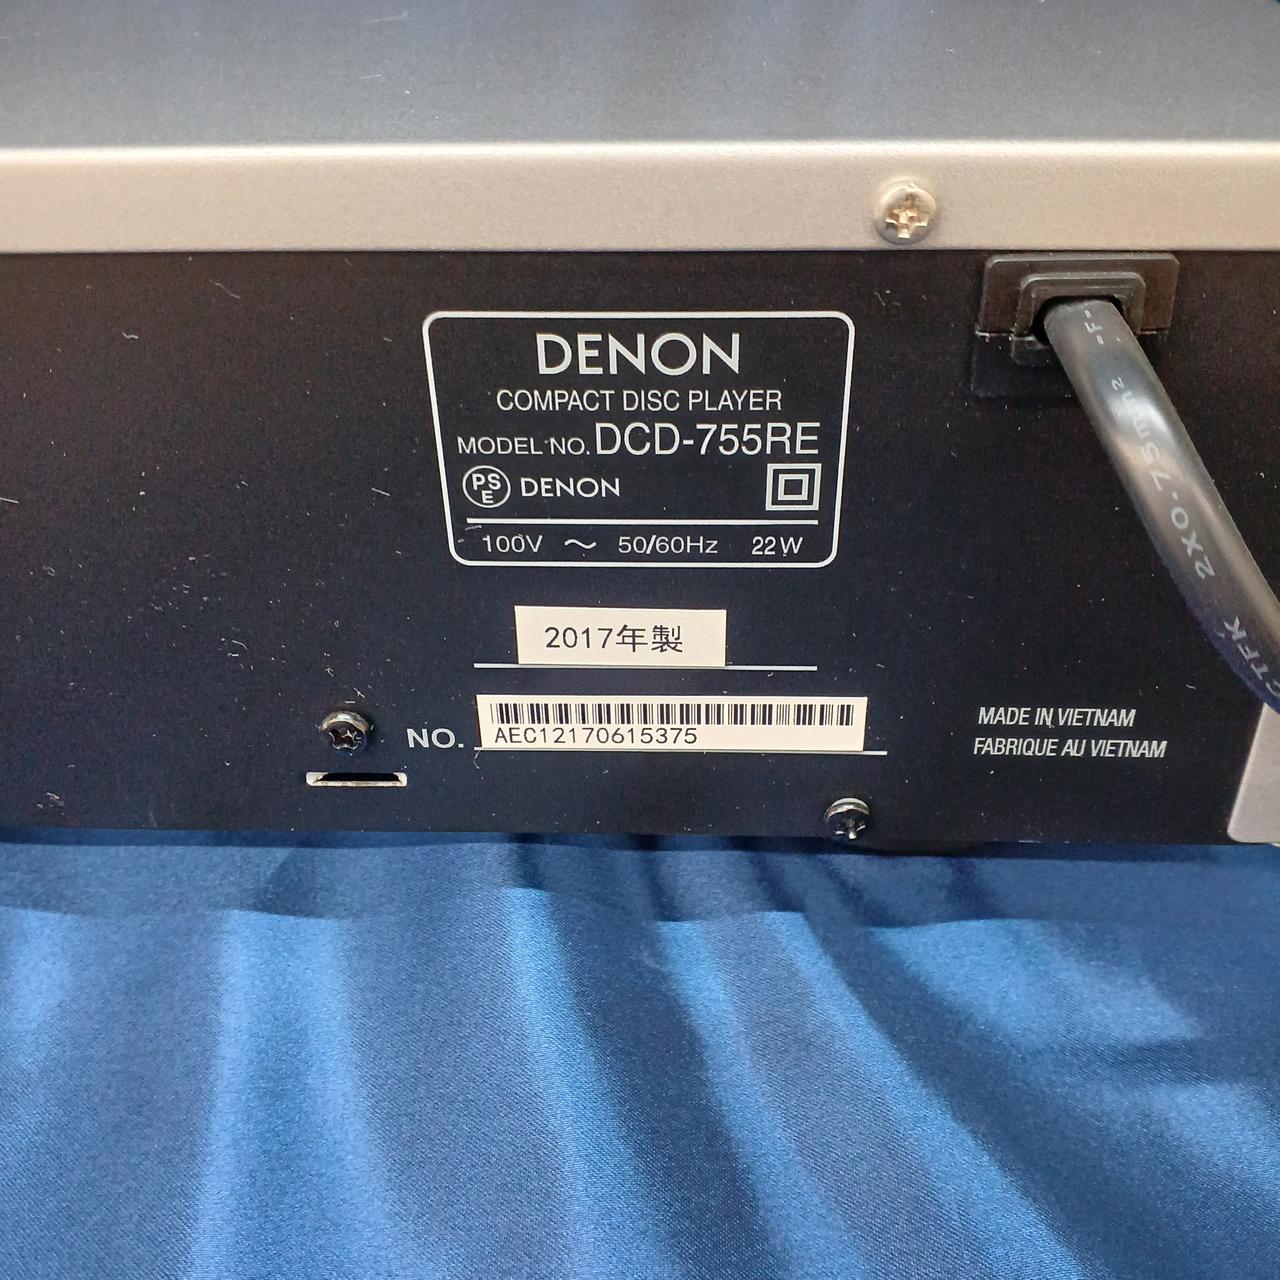 DENON
COMPACT DISC PLAYER
MODEL NO. DCD-755RE
PS
E
DENON
100V ～ 50/60Hz 22W
2017年製
NO. AEC12170615375
MADE IN VIETNAM
FABRIQUE AU VIETNAM
-F- 2X0.75mm²